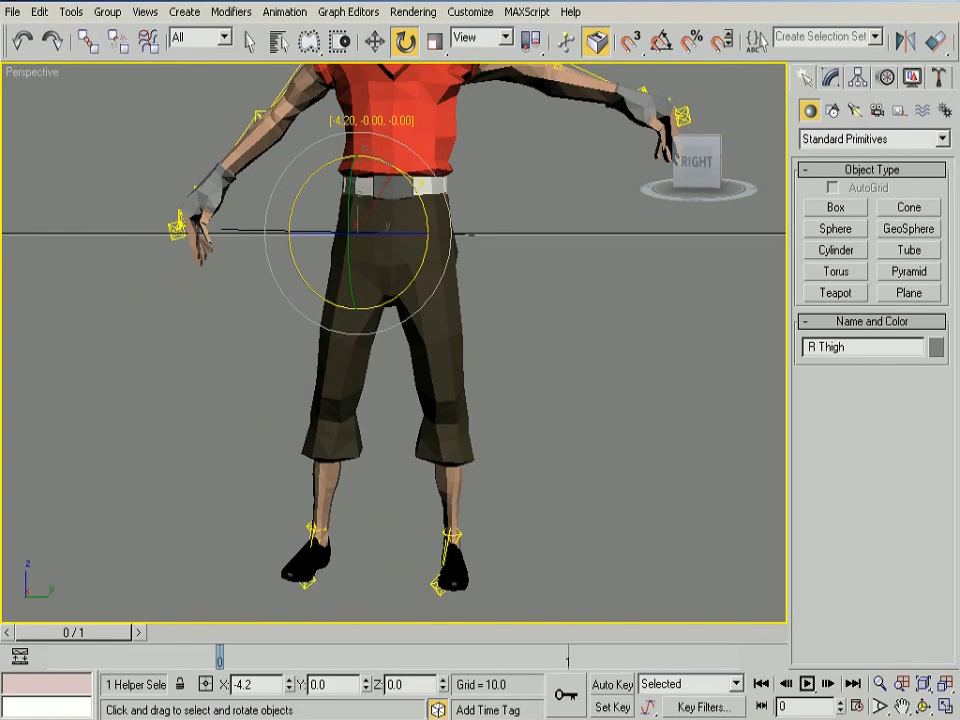 File Edit Tools Group Views Create Modifiers Animation Graph Editors Rendering Customize MAXScript Help
All View 3 % ABC Create Selection Set
Perspective
[-4.20, -0.00, -0.00]
RIGHT
y
z
y
Standard Primitives
- Object Type
AutoGrid
Box Cone
Sphere GeoSphere
Cylinder Tube
Torus Pyramid
Teapot Plane
- Name and Color
R Thigh
< 0 / 1 >
0 1
1 Helper Sele X: -4.2 Y: 0.0 Z: 0.0 Grid = 10.0 Auto Key Selected
Click and drag to select and rotate objects Add Time Tag Set Key Key Filters... 0